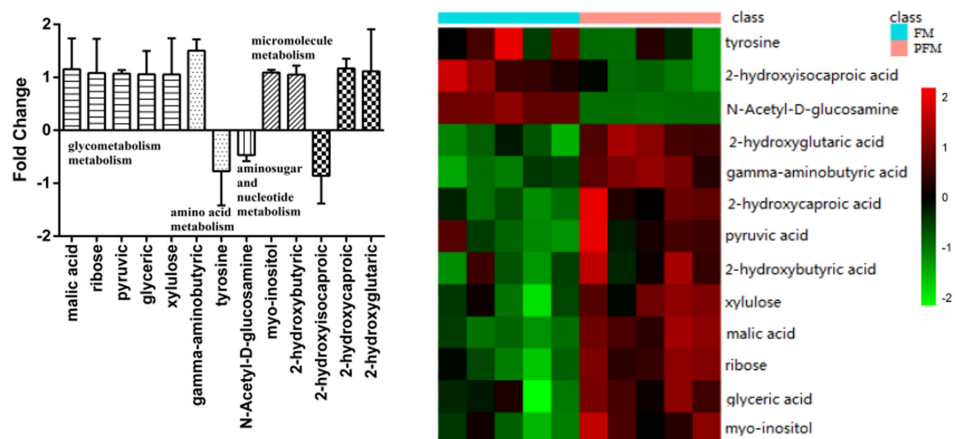 Fold Change
2
1
0
-1
-2
glycometabolism
metabolism
amino acid
metabolism
aminosugar
and
nucleotide
metabolism
micromolecule
metabolism
malic acid
ribose
pyruvic
glyceric
xylulose
gamma-aminobutyric
tyrosine
N-Acetyl-D-glucosamine
myo-inositol
2-hydroxybutyric
2-hydroxyisocaproic
2-hydroxycaproic
2-hydroxyglutaric
class
tyrosine
2-hydroxyisocaproic acid
N-Acetyl-D-glucosamine
2-hydroxyglutaric acid
gamma-aminobutyric acid
2-hydroxycaproic acid
pyruvic acid
2-hydroxybutyric acid
xylulose
malic acid
ribose
glyceric acid
myo-inositol
class
FM
PFM
2
1
0
-1
-2